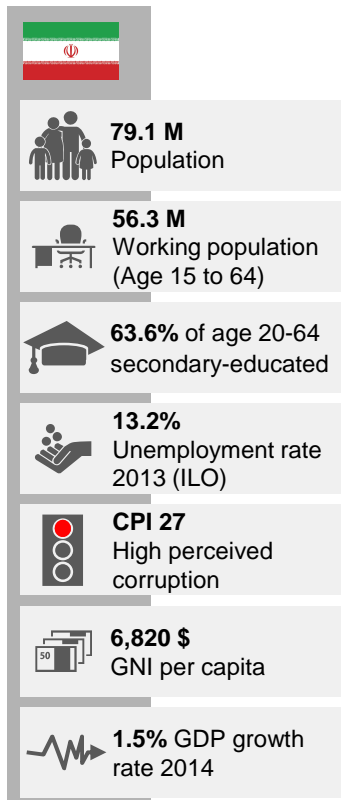 79.1 M
Population
56.3 M
Working population
(Age 15 to 64)
63.6% of age 20-64
secondary-educated
13.2%
Unemployment rate
2013 (ILO)
CPI 27
High perceived
corruption
50
6,820 $
GNI per capita
1.5% GDP growth
rate 2014